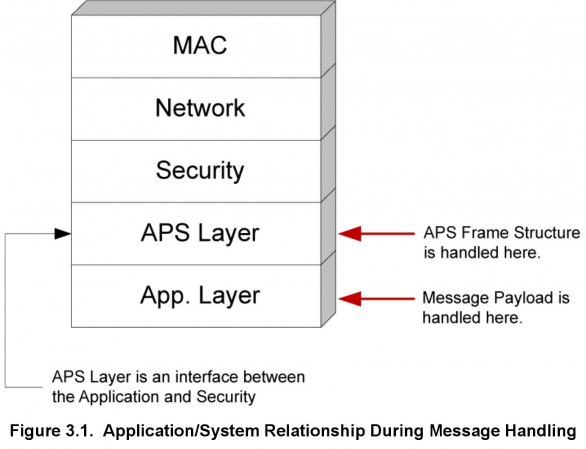 MAC
Network
Security
APS Layer
APS Frame Structure
is handled here.
App. Layer
Message Payload is
handled here.
APS Layer is an interface between
the Application and Security
Figure 3.1. Application/System Relationship During Message Handling